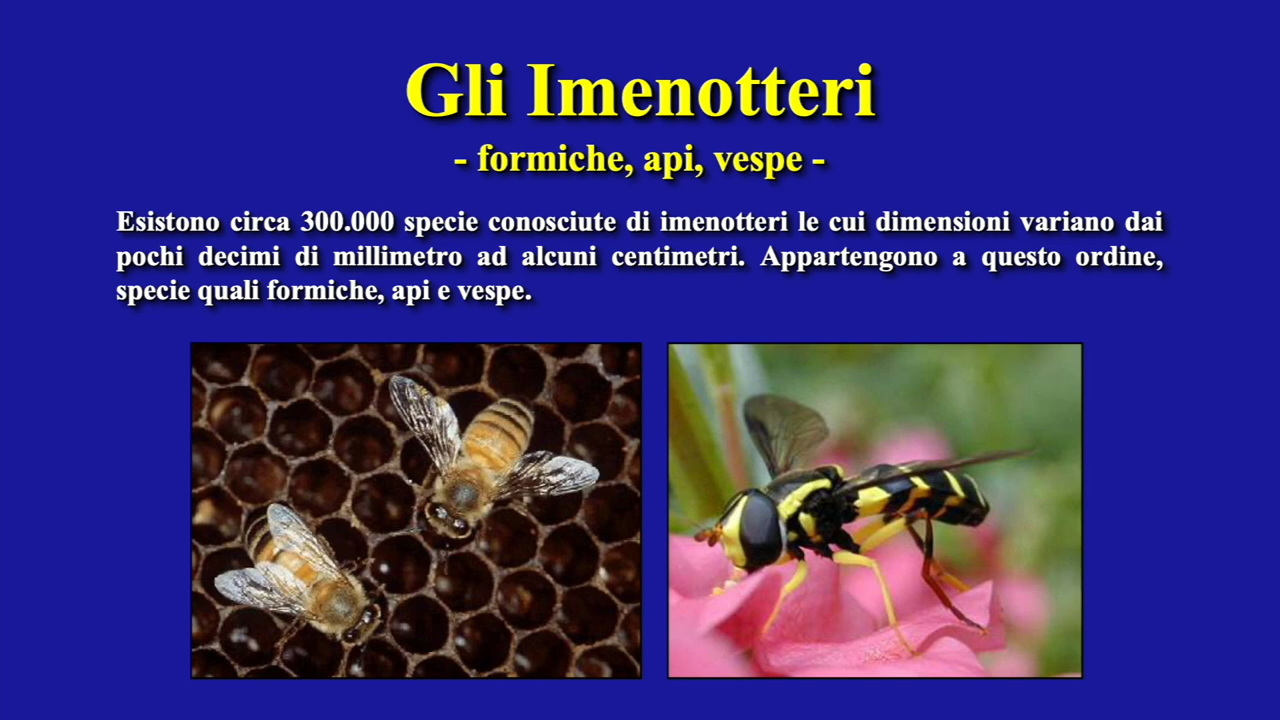 Gli Imenotteri
- formiche, api, vespe -
Esistono circa 300.000 specie conosciute di imenotteri le cui dimensioni variano dai
pochi decimi di millimetro ad alcuni centimetri. Appartengono a questo ordine,
specie quali formiche, api e vespe.